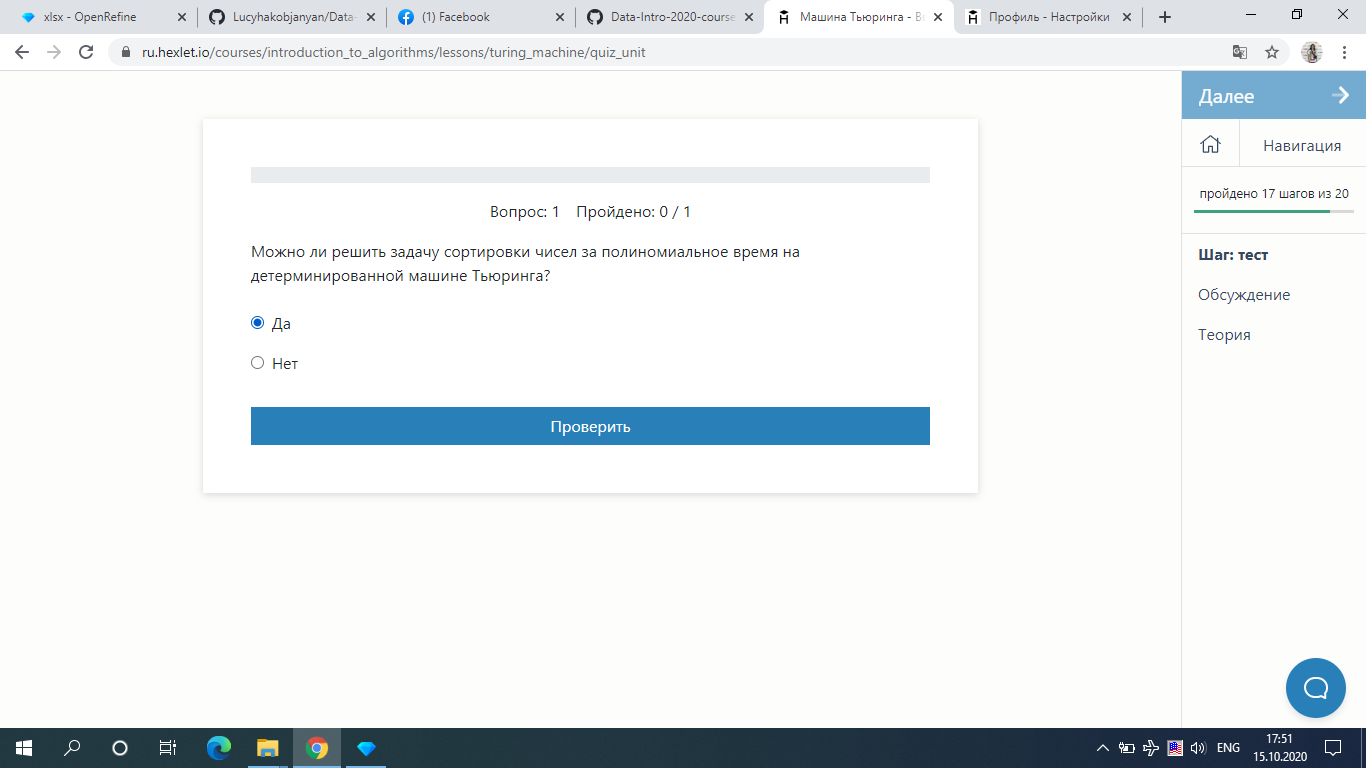 xlsx - OpenRefine
Lucyhakobjanyan/Data-
(1) Facebook
Data-Intro-2020-course
Машина Тьюринга - Вв
Профиль - Настройки
ru.hexlet.io/courses/introduction_to_algorithms/lessons/turing_machine/quiz_unit
Далее
Навигация
пройдено 17 шагов из 20
Шаг: тест
Обсуждение
Теория
Вопрос: 1 Пройдено: 0 / 1
Можно ли решить задачу сортировки чисел за полиномиальное время на
детерминированной машине Тьюринга?
Да
Нет
Проверить
ENG
17:51
15.10.2020